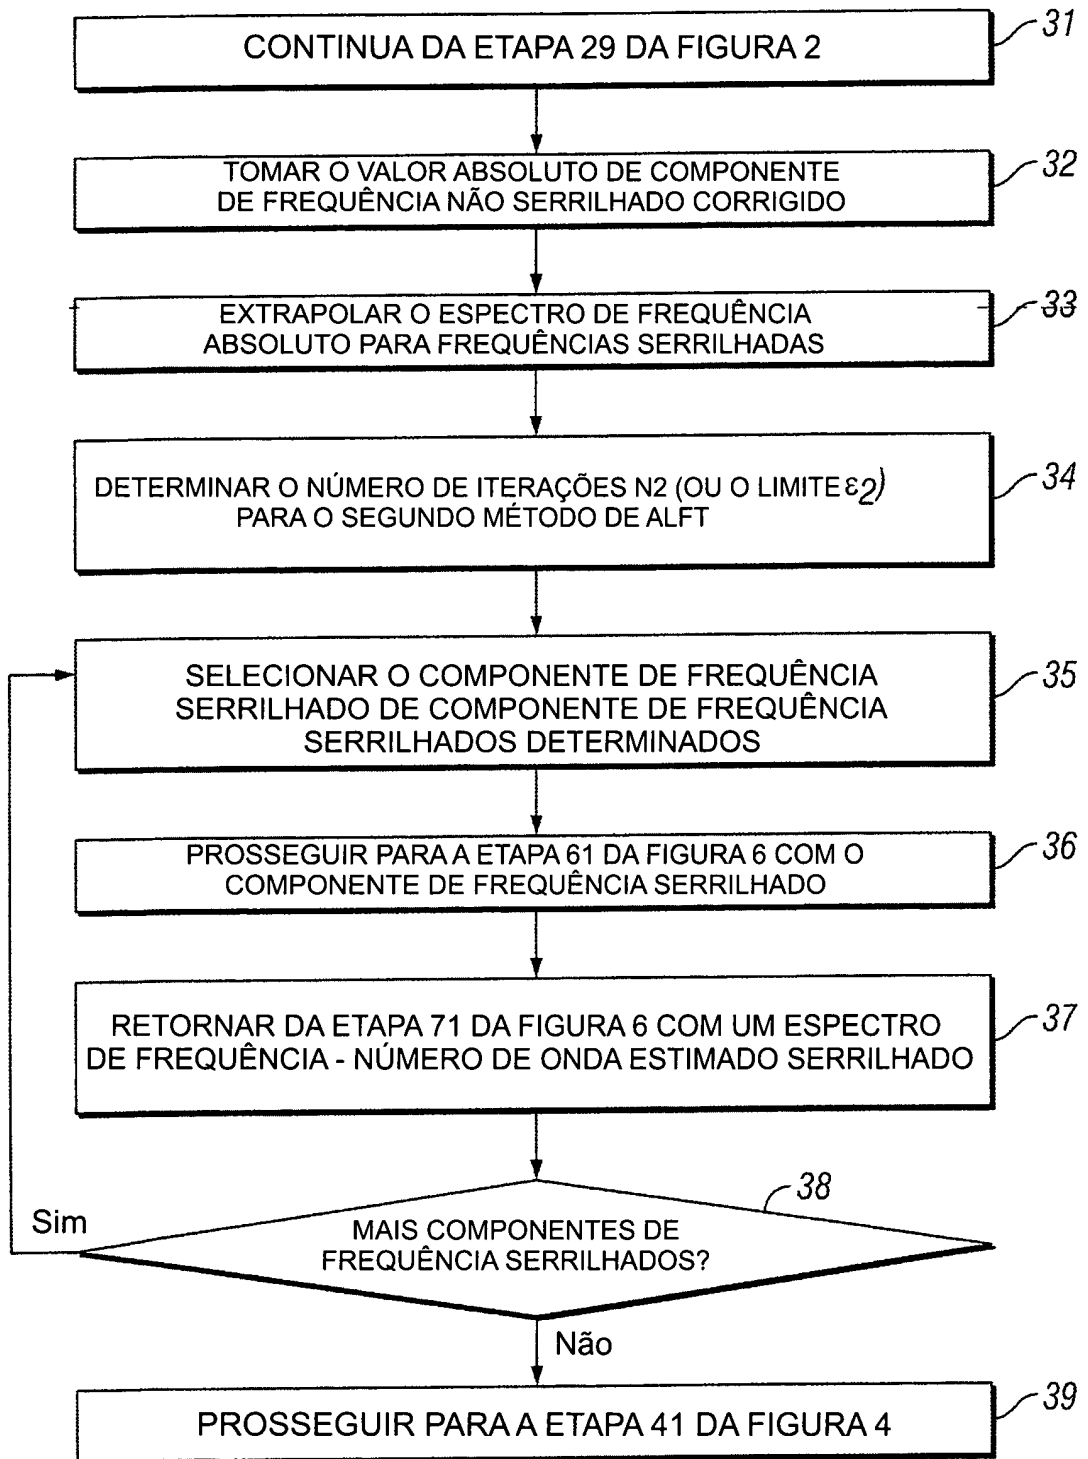 CONTINUA DA ETAPA 29 DA FIGURA 2
31
TOMAR O VALOR ABSOLUTO DE COMPONENTE
DE FREQUÊNCIA NÃO SERRILHADO CORRIGIDO
32
EXTRAPOLAR O ESPECTRO DE FREQUÊNCIA
ABSOLUTO PARA FREQUÊNCIAS SERRILHADAS
33
DETERMINAR O NÚMERO DE ITERAÇÕES N2 (OU O LIMITE ε2)
PARA O SEGUNDO MÉTODO DE ALFT
34
SELECIONAR O COMPONENTE DE FREQUÊNCIA
SERRILHADO DE COMPONENTE DE FREQUÊNCIA
SERRILHADOS DETERMINADOS
35
PROSSEGUIR PARA A ETAPA 61 DA FIGURA 6 COM O
COMPONENTE DE FREQUÊNCIA SERRILHADO
36
RETORNAR DA ETAPA 71 DA FIGURA 6 COM UM ESPECTRO
DE FREQUÊNCIA - NÚMERO DE ONDA ESTIMADO SERRILHADO
37
38
Sim
MAIS COMPONENTES DE
FREQUÊNCIA SERRILHADOS?
Não
PROSSEGUIR PARA A ETAPA 41 DA FIGURA 4
39